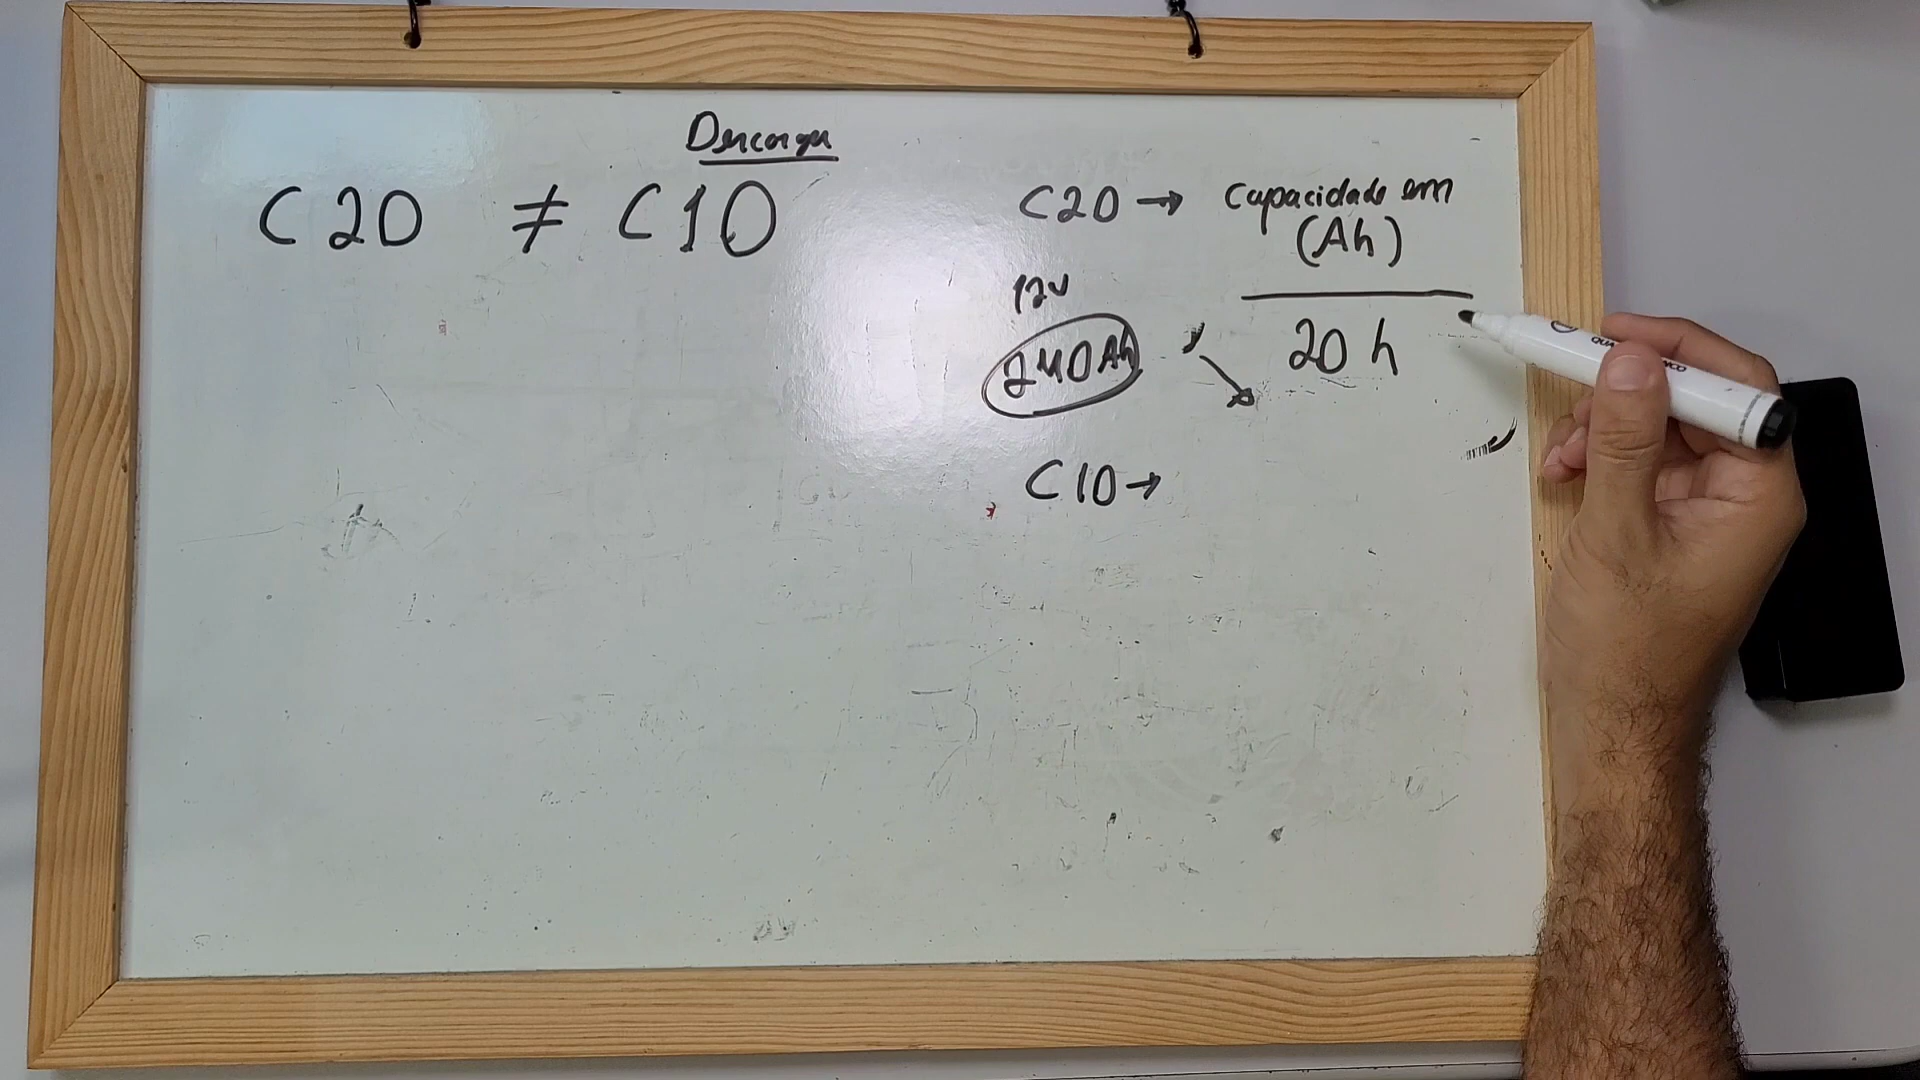 Descarga
C20 ≠ C10
C20 → Capacidade em
(Ah)
12v
240Ah
20 h
C10 →